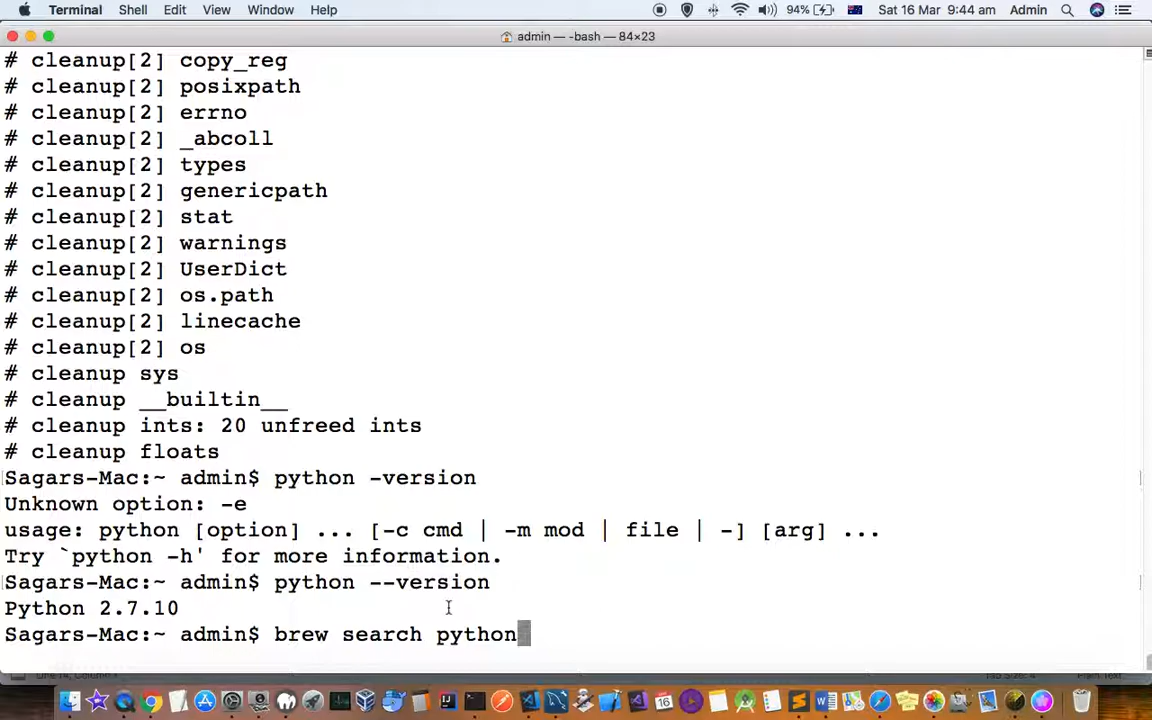 Terminal Shell Edit View Window Help 94% Sat 16 Mar 9:44 am Admin
admin — -bash — 84×23
# cleanup[2] copy_reg
# cleanup[2] posixpath
# cleanup[2] errno
# cleanup[2] _abcoll
# cleanup[2] types
# cleanup[2] genericpath
# cleanup[2] stat
# cleanup[2] warnings
# cleanup[2] UserDict
# cleanup[2] os.path
# cleanup[2] linecache
# cleanup[2] os
# cleanup sys
# cleanup __builtin__
# cleanup ints: 20 unfreed ints
# cleanup floats
Sagars-Mac:~ admin$ python -version
Unknown option: -e
usage: python [option] ... [-c cmd | -m mod | file | -] [arg] ...
Try `python -h' for more information.
Sagars-Mac:~ admin$ python --version
Python 2.7.10
Sagars-Mac:~ admin$ brew search python